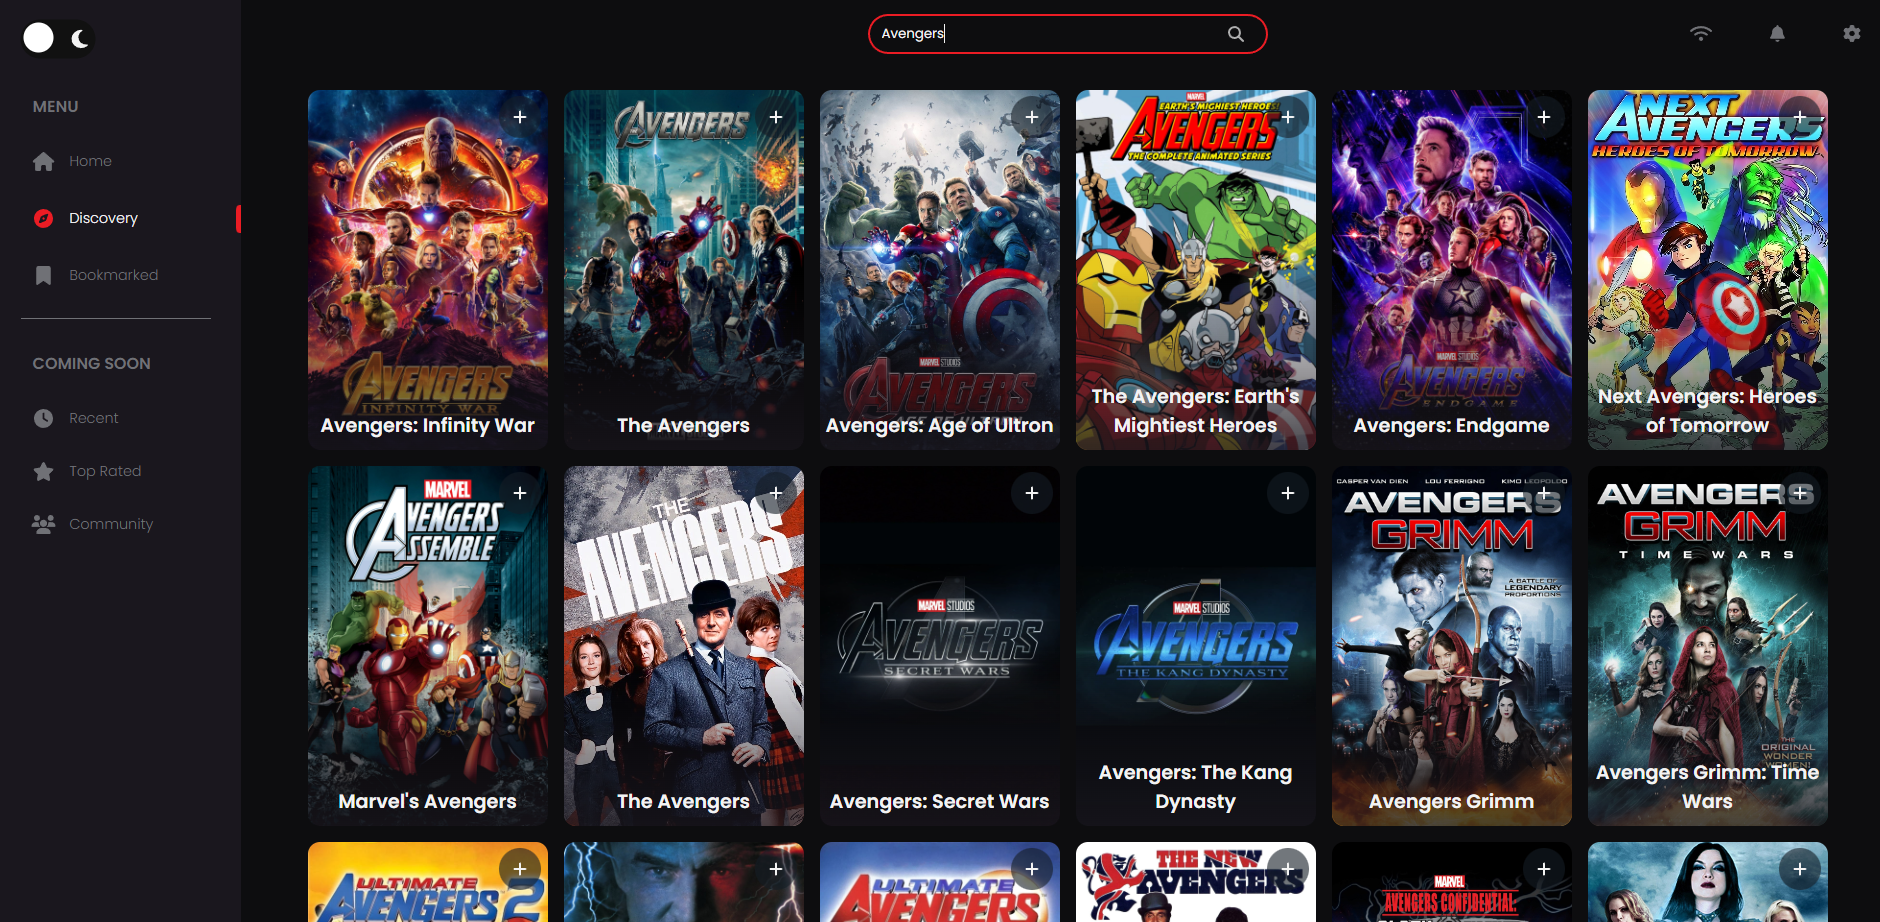 Avengers
MENU
Home
Discovery
Bookmarked
COMING SOON
Recent
Top Rated
Community
AVENGERS
INFINITY WAR
Avengers: Infinity War
AVENGERS
The Avengers
MARVEL STUDIOS
AVENGERS
AGE OF ULTRON
Avengers: Age of Ultron
MARVEL
EARTH'S MIGHTIEST HEROES!
AVENGERS
THE COMPLETE ANIMATED SERIES
The Avengers: Earth's
Mightiest Heroes
MARVEL STUDIOS
AVENGERS
ENDGAME
Avengers: Endgame
NEXT
AVENGERS
HEROES OF TOMORROW
Next Avengers: Heroes
of Tomorrow
MARVEL
AVENGERS
ASSEMBLE
Marvel's Avengers
THE
AVENGERS
The Avengers
MARVEL STUDIOS
AVENGERS
SECRET WARS
Avengers: Secret Wars
MARVEL STUDIOS
AVENGERS
THE KANG DYNASTY
Avengers: The Kang
Dynasty
CASPER VAN DIEN LOU FERRIGNO KIMO LEOPOLDO
AVENGERS
GRIMM
A BATTLE OF
LEGENDARY
PROPORTIONS
Avengers Grimm
AVENGERS
GRIMM
TIME WARS
THE
ORIGINAL
WONDER
WOMEN!
Avengers Grimm: Time
Wars
ULTIMATE
AVENGERS 2
ULTIMATE
AVENGERS
THE NEW
AVENGERS
MARVEL
AVENGERS CONFIDENTIAL: